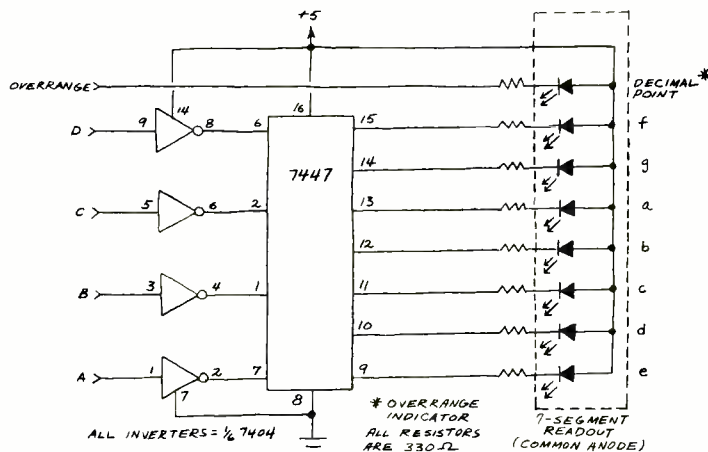 +5
OVERRANGE
DECIMAL *
POINT
14
16
D 9 8 6 15 f
7447
14 g
C 5 6 2 13 a
12 b
B 3 4 1 11 c
10 d
A 1 2 7 9 e
7
8
ALL INVERTERS = 1/6 7404
* OVERRANGE
INDICATOR
ALL RESISTORS
ARE 330 Ω
7-SEGMENT
READOUT
(COMMON ANODE)